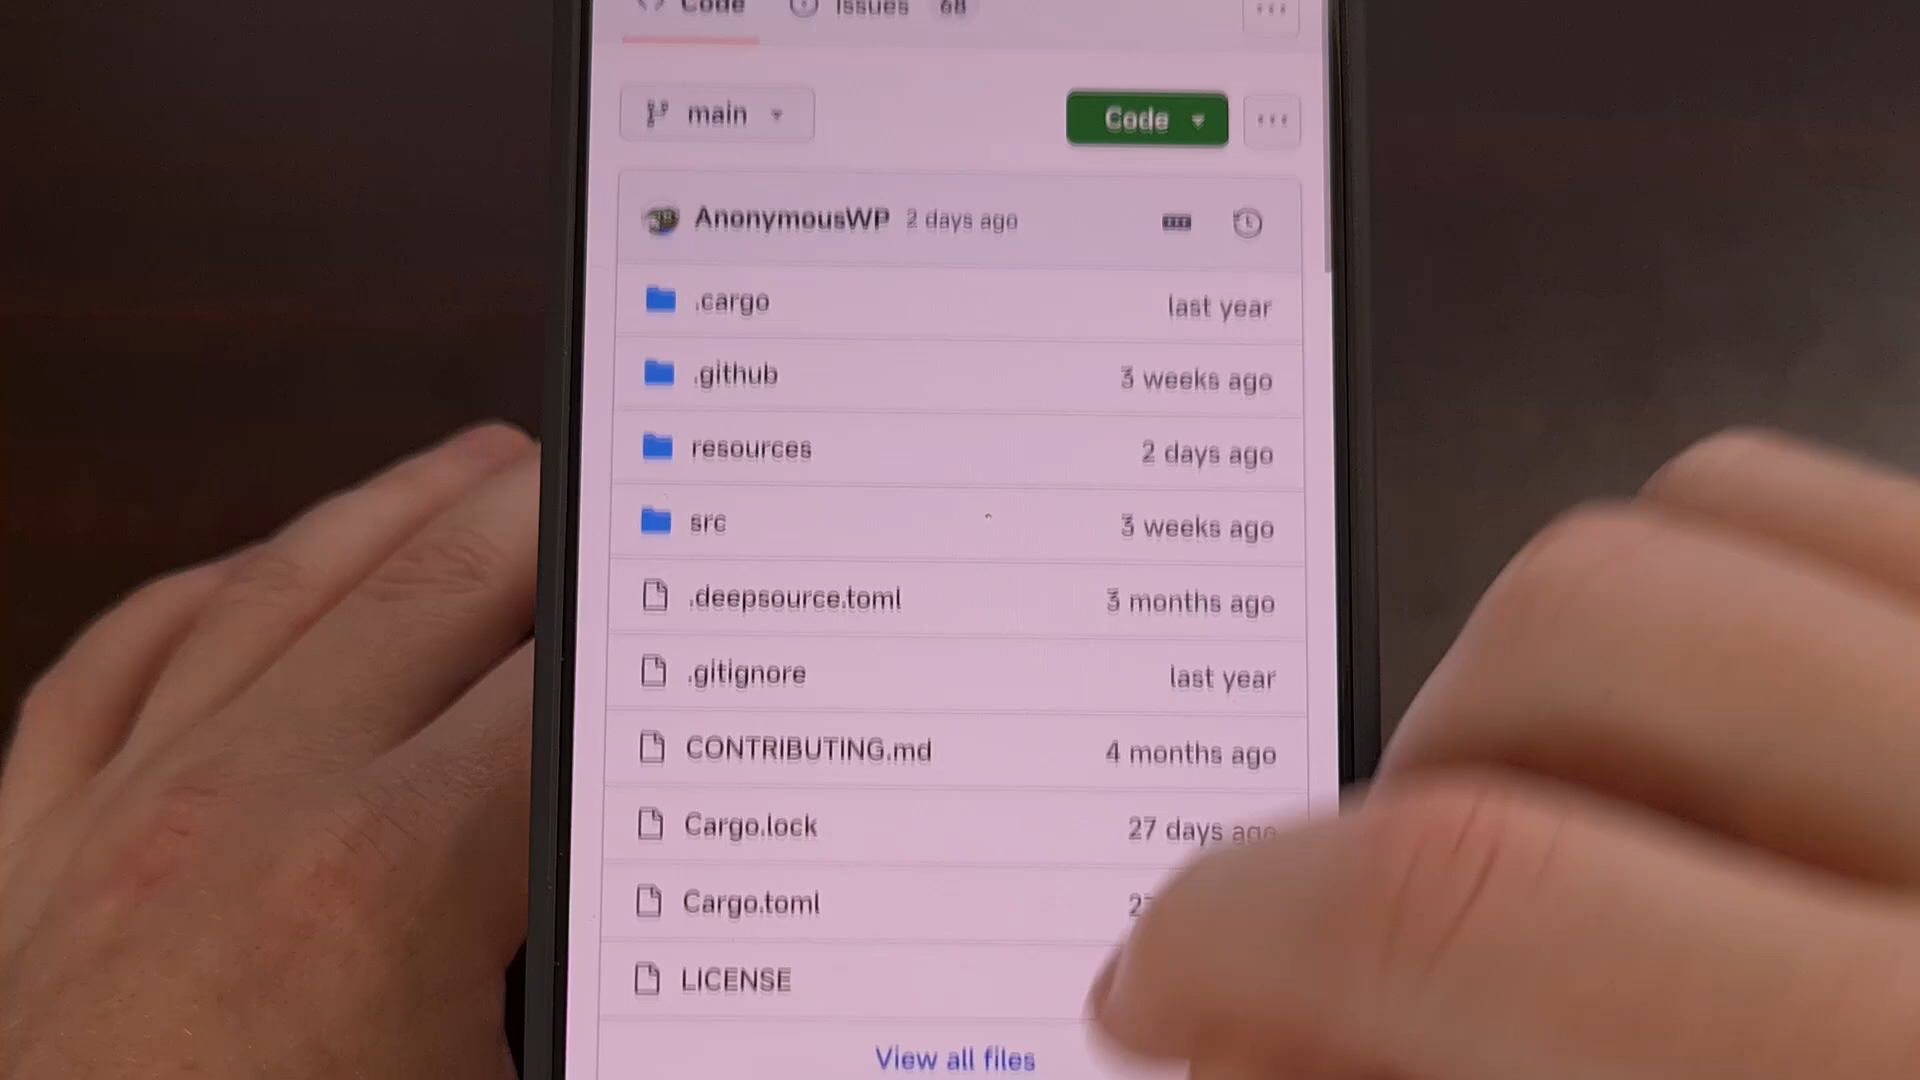 Code Issues 68
main Code
AnonymousWP 2 days ago
.cargo last year
.github 3 weeks ago
resources 2 days ago
src 3 weeks ago
.deepsource.toml 3 months ago
.gitignore last year
CONTRIBUTING.md 4 months ago
Cargo.lock 27 days ago
Cargo.toml
LICENSE
View all files